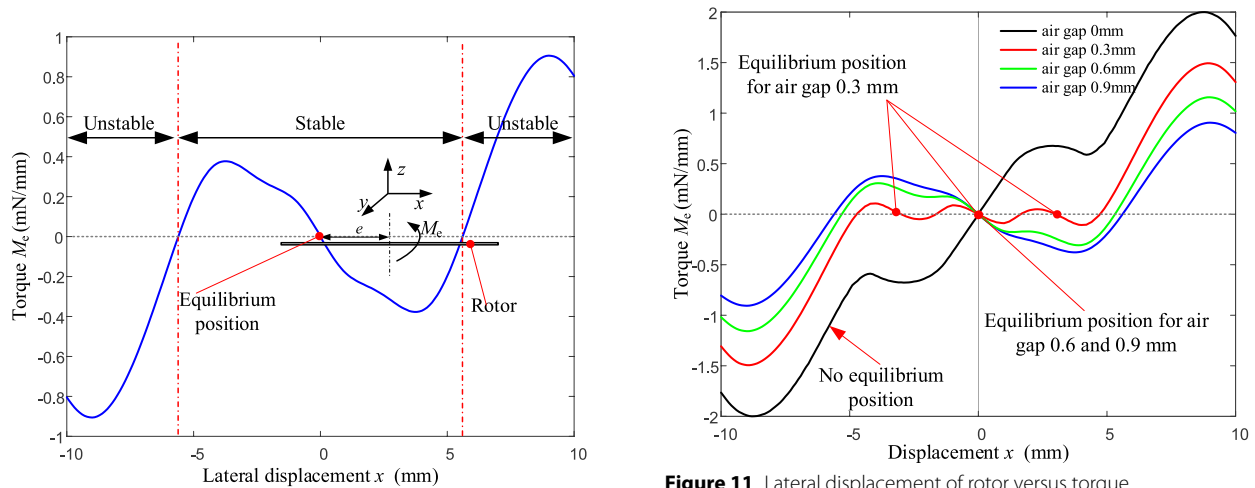 1
0.8
0.6
0.4
0.2
0
-0.2
-0.4
-0.6
-0.8
-1
-10
-5
0
5
10
Torque Me (mN/mm)
Lateral displacement x (mm)
Unstable
Stable
Unstable
z
y
x
e
Me
Equilibrium
position
Rotor
2
1.5
1
0.5
0
-0.5
-1
-1.5
-2
-10
-5
0
5
10
Torque Me (mN/mm)
Displacement x (mm)
air gap 0mm
air gap 0.3mm
air gap 0.6mm
air gap 0.9mm
Equilibrium position
for air gap 0.3 mm
Equilibrium position for air
gap 0.6 and 0.9 mm
No equilibrium
position
Figure 11 Lateral displacement of rotor versus torque